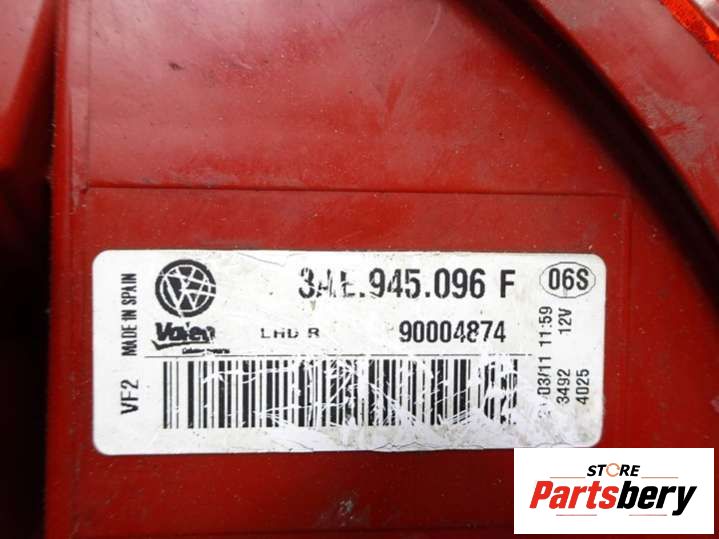 3AE.945.096 F
06S
MADE IN SPAIN
Valeo
LHD R
90004874
VF2
03/11 11:59
3492 12V
4025
STORE
Partsbery